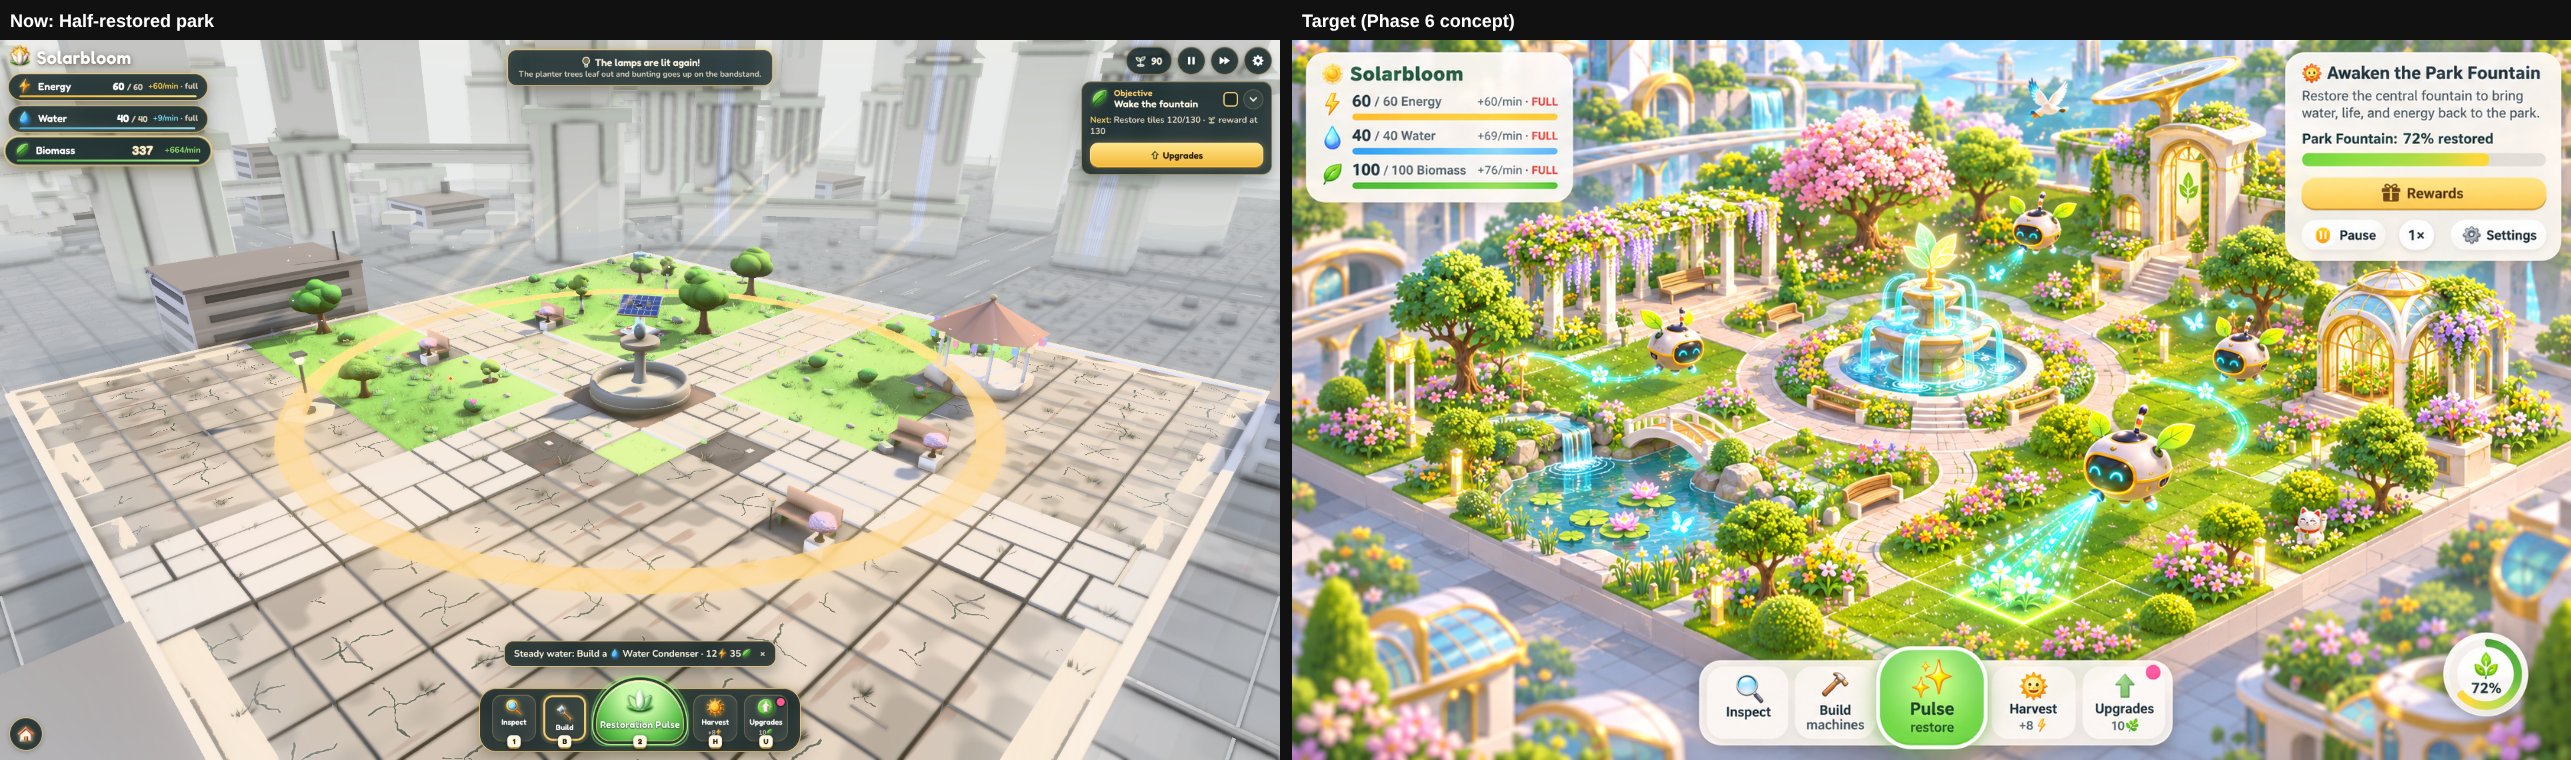 Now: Half-restored park
Solarbloom
Energy 60 / 60 +60/min · full
Water 40 / 40 +9/min · full
Biomass 337 +664/min
The lamps are lit again!
The planter trees leaf out and bunting goes up on the bandstand.
90
Objective
Wake the fountain
Next: Restore tiles 120/130 · reward at
130
Upgrades
Steady water: Build a Water Condenser · 12 35 ×
Inspect
1
Build
B
Restoration Pulse
2
Harvest
+8
H
Upgrades
10
U
Target (Phase 6 concept)
Solarbloom
60 / 60 Energy +60/min · FULL
40 / 40 Water +69/min · FULL
100 / 100 Biomass +76/min · FULL
Awaken the Park Fountain
Restore the central fountain to bring
water, life, and energy back to the park.
Park Fountain: 72% restored
Rewards
Pause 1× Settings
Inspect
Build
machines
Pulse
restore
Harvest
+8
Upgrades
10
72%